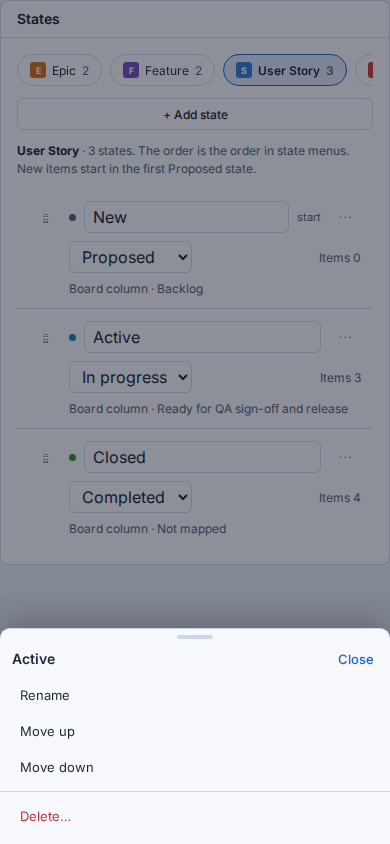 States
E Epic 2 F Feature 2 S User Story 3
+ Add state
User Story · 3 states. The order is the order in state menus.
New items start in the first Proposed state.
New start ...
Proposed Items 0
Board column · Backlog
Active ...
In progress Items 3
Board column · Ready for QA sign-off and release
Closed ...
Completed Items 4
Board column · Not mapped
Active Close
Rename
Move up
Move down
Delete...